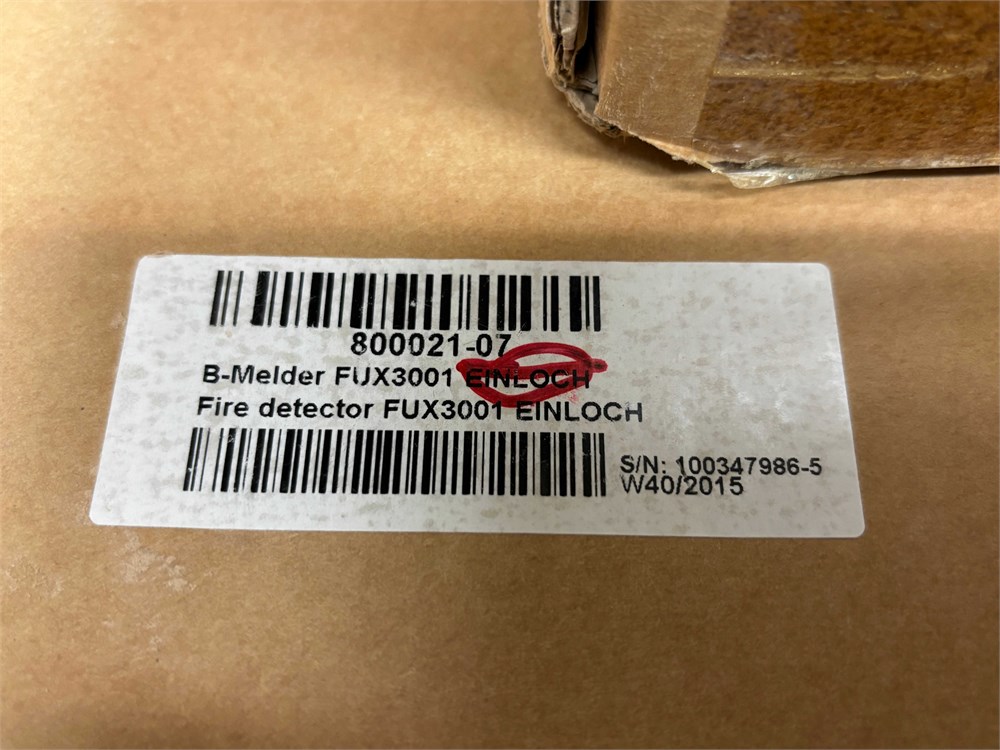 800021-07
B-Melder FUX3001 EINLOCH
Fire detector FUX3001 EINLOCH
S/N: 100347986-5
W40/2015